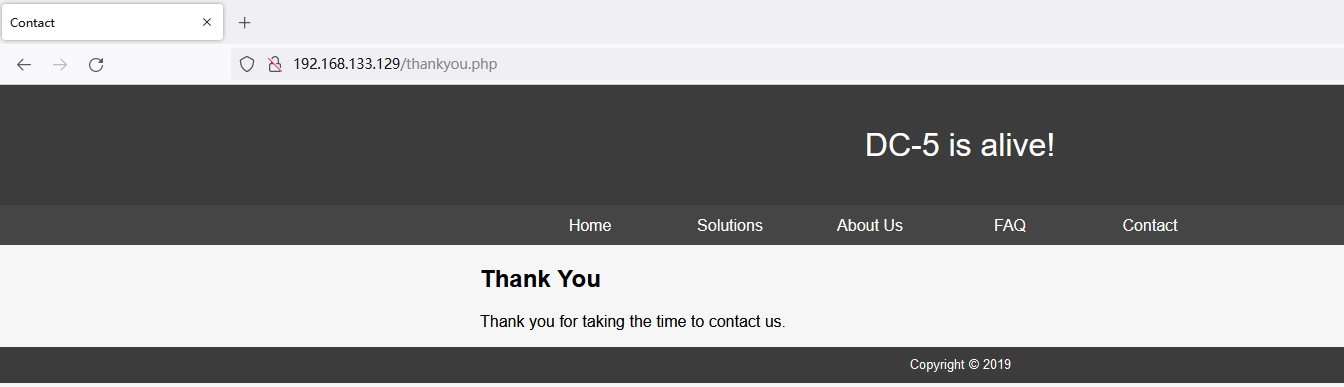 Contact
192.168.133.129/thankyou.php
DC-5 is alive!
Home Solutions About Us FAQ Contact
Thank You
Thank you for taking the time to contact us.
Copyright © 2019